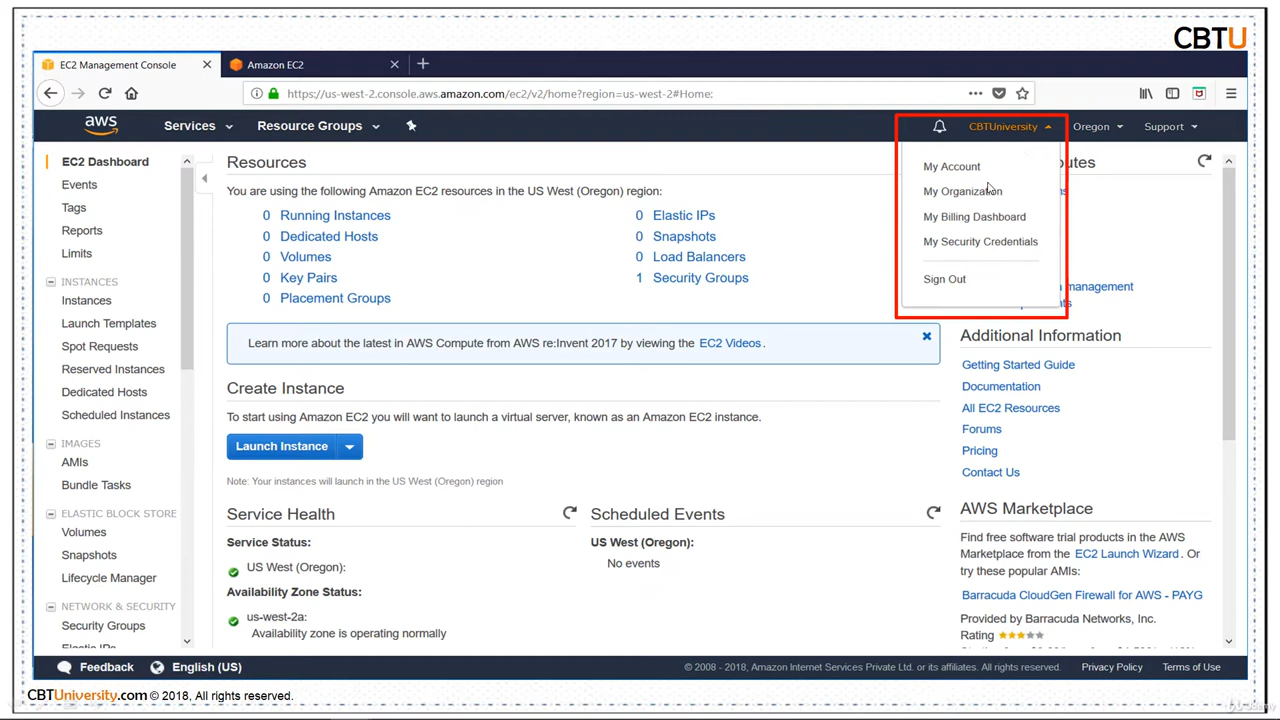 CBTU
EC2 Management Console
Amazon EC2
https://us-west-2.console.aws.amazon.com/ec2/v2/home?region=us-west-2#Home:
aws
Services
Resource Groups
CBTUniversity
Oregon
Support
My Account
My Organization
My Billing Dashboard
My Security Credentials
Sign Out
EC2 Dashboard
Events
Tags
Reports
Limits
INSTANCES
Instances
Launch Templates
Spot Requests
Reserved Instances
Dedicated Hosts
Scheduled Instances
IMAGES
AMIs
Bundle Tasks
ELASTIC BLOCK STORE
Volumes
Snapshots
Lifecycle Manager
NETWORK & SECURITY
Security Groups
Elastic IPs
Resources
You are using the following Amazon EC2 resources in the US West (Oregon) region:
0 Running Instances
0 Elastic IPs
0 Dedicated Hosts
0 Snapshots
0 Volumes
0 Load Balancers
0 Key Pairs
1 Security Groups
0 Placement Groups
Learn more about the latest in AWS Compute from AWS re:Invent 2017 by viewing the EC2 Videos.
Create Instance
To start using Amazon EC2 you will want to launch a virtual server, known as an Amazon EC2 instance.
Launch Instance
Note: Your instances will launch in the US West (Oregon) region
Service Health
Service Status:
US West (Oregon):
Availability Zone Status:
us-west-2a:
Availability zone is operating normally
Scheduled Events
US West (Oregon):
No events
management
Additional Information
Getting Started Guide
Documentation
All EC2 Resources
Forums
Pricing
Contact Us
AWS Marketplace
Find free software trial products in the AWS
Marketplace from the EC2 Launch Wizard. Or
try these popular AMIs:
Barracuda CloudGen Firewall for AWS - PAYG
Provided by Barracuda Networks, Inc.
Rating
Feedback
English (US)
© 2008 - 2018, Amazon Internet Services Private Ltd. or its affiliates. All rights reserved.
Privacy Policy
Terms of Use
CBTUniversity.com © 2018, All rights reserved.